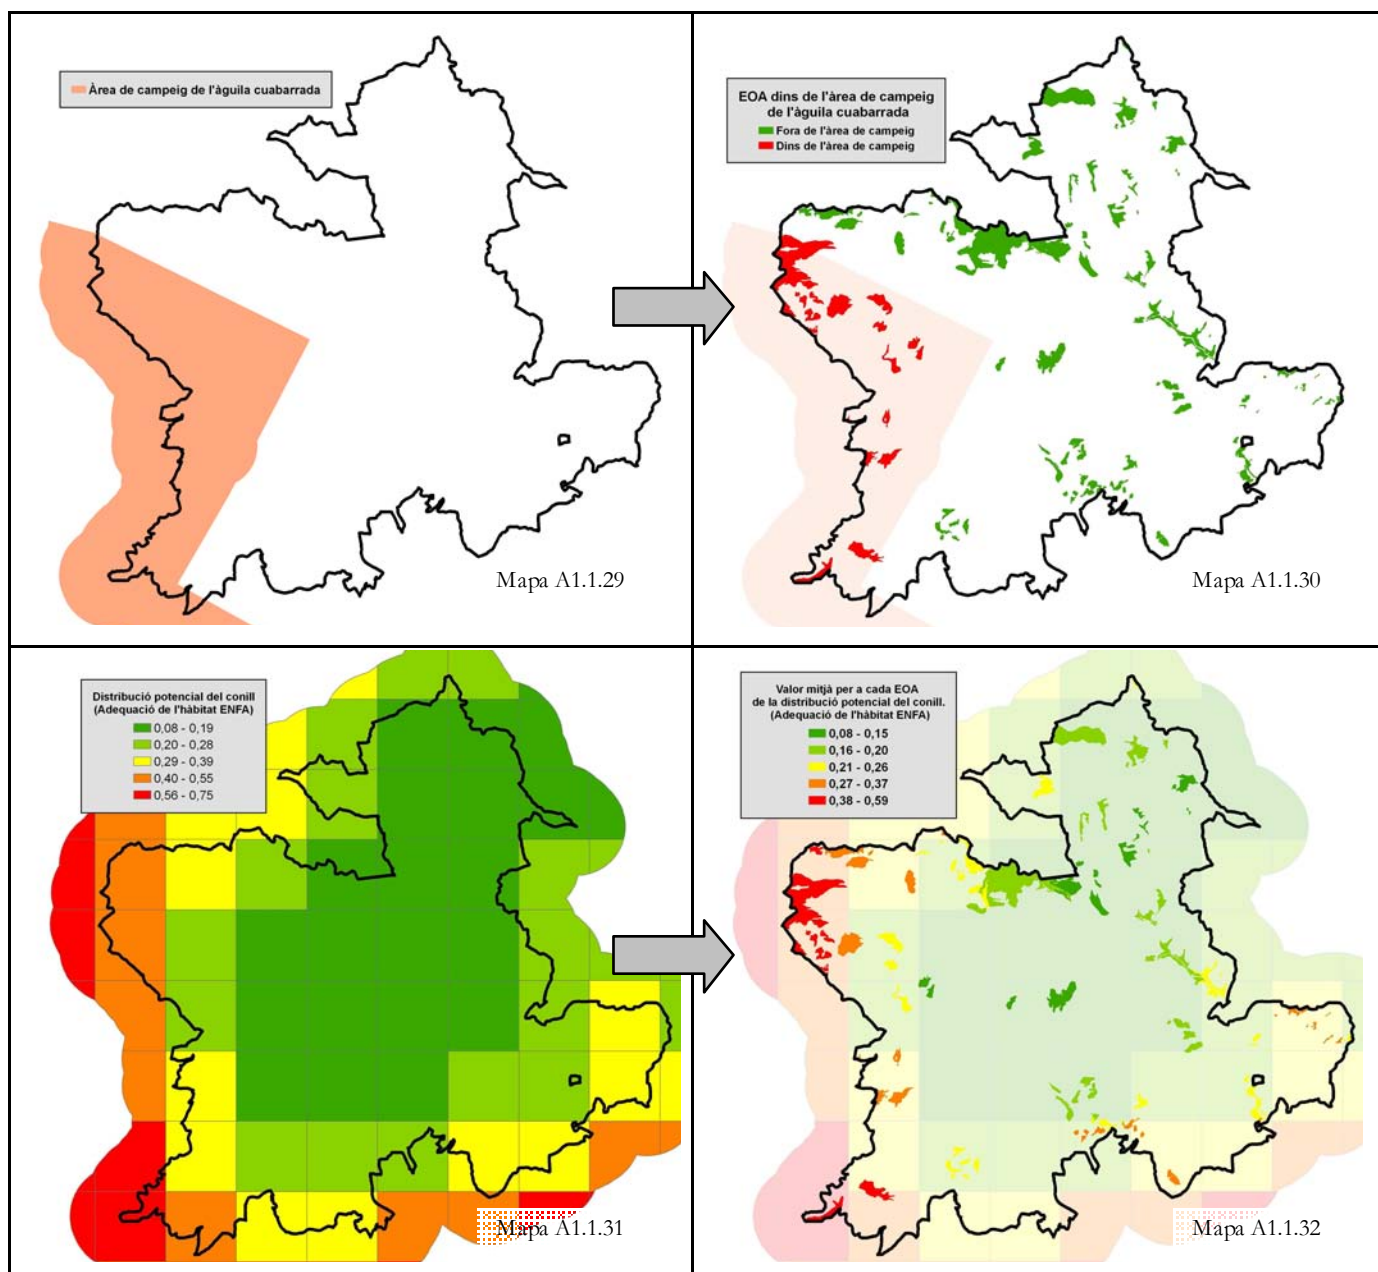 Àrea de campeig de l'àguila cuabarrada
Mapa A1.1.29
EOA dins de l'àrea de campeig
de l'àguila cuabarrada
Fora de l'àrea de campeig
Dins de l'àrea de campeig
Mapa A1.1.30
Distribució potencial del conill
(Adequació de l'hàbitat ENFA)
0,08 - 0,19
0,20 - 0,28
0,29 - 0,39
0,40 - 0,55
0,56 - 0,75
Mapa A1.1.31
Valor mitjà per a cada EOA
de la distribució potencial del conill.
(Adequació de l'hàbitat ENFA)
0,08 - 0,15
0,16 - 0,20
0,21 - 0,26
0,27 - 0,37
0,38 - 0,59
Mapa A1.1.32